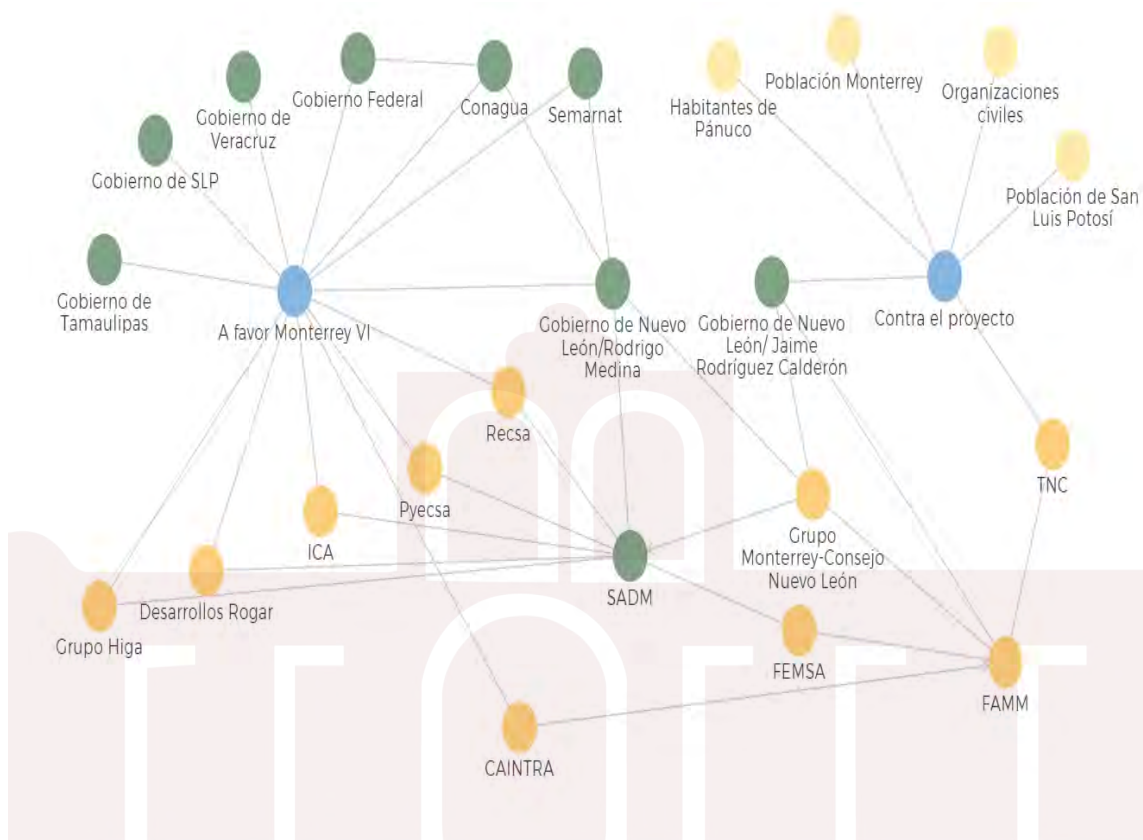 Habitantes de
Pánuco
Población Monterrey
Organizaciones
civiles
Población de San
Luis Potosí
Gobierno Federal
Conagua
Semarnat
Gobierno de
Veracruz
Gobierno de SLP
Gobierno de
Tamaulipas
A favor Monterrey VI
Gobierno de Nuevo
León/Rodrigo
Medina
Gobierno de Nuevo
León/ Jaime
Rodríguez Calderón
Contra el proyecto
Recsa
Pyecsa
ICA
Desarrollos Rogar
Grupo Higa
SADM
Grupo
Monterrey-Consejo
Nuevo León
TNC
FEMSA
FAMM
CAINTRA